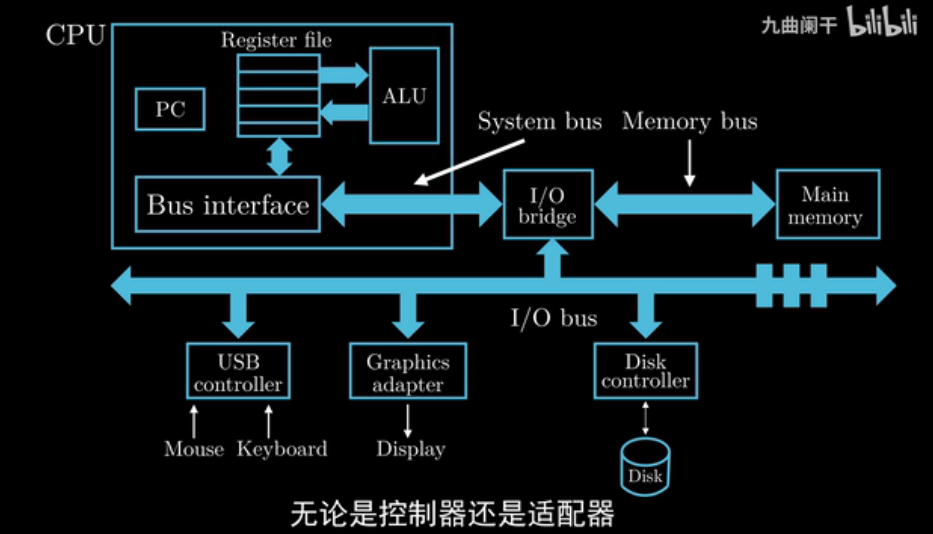 九曲阑干 bilibili
CPU
Register file
PC
ALU
System bus
Memory bus
Bus interface
I/O
bridge
Main
memory
I/O bus
USB
controller
Graphics
adapter
Disk
controller
Mouse
Keyboard
Display
Disk
无论是控制器还是适配器